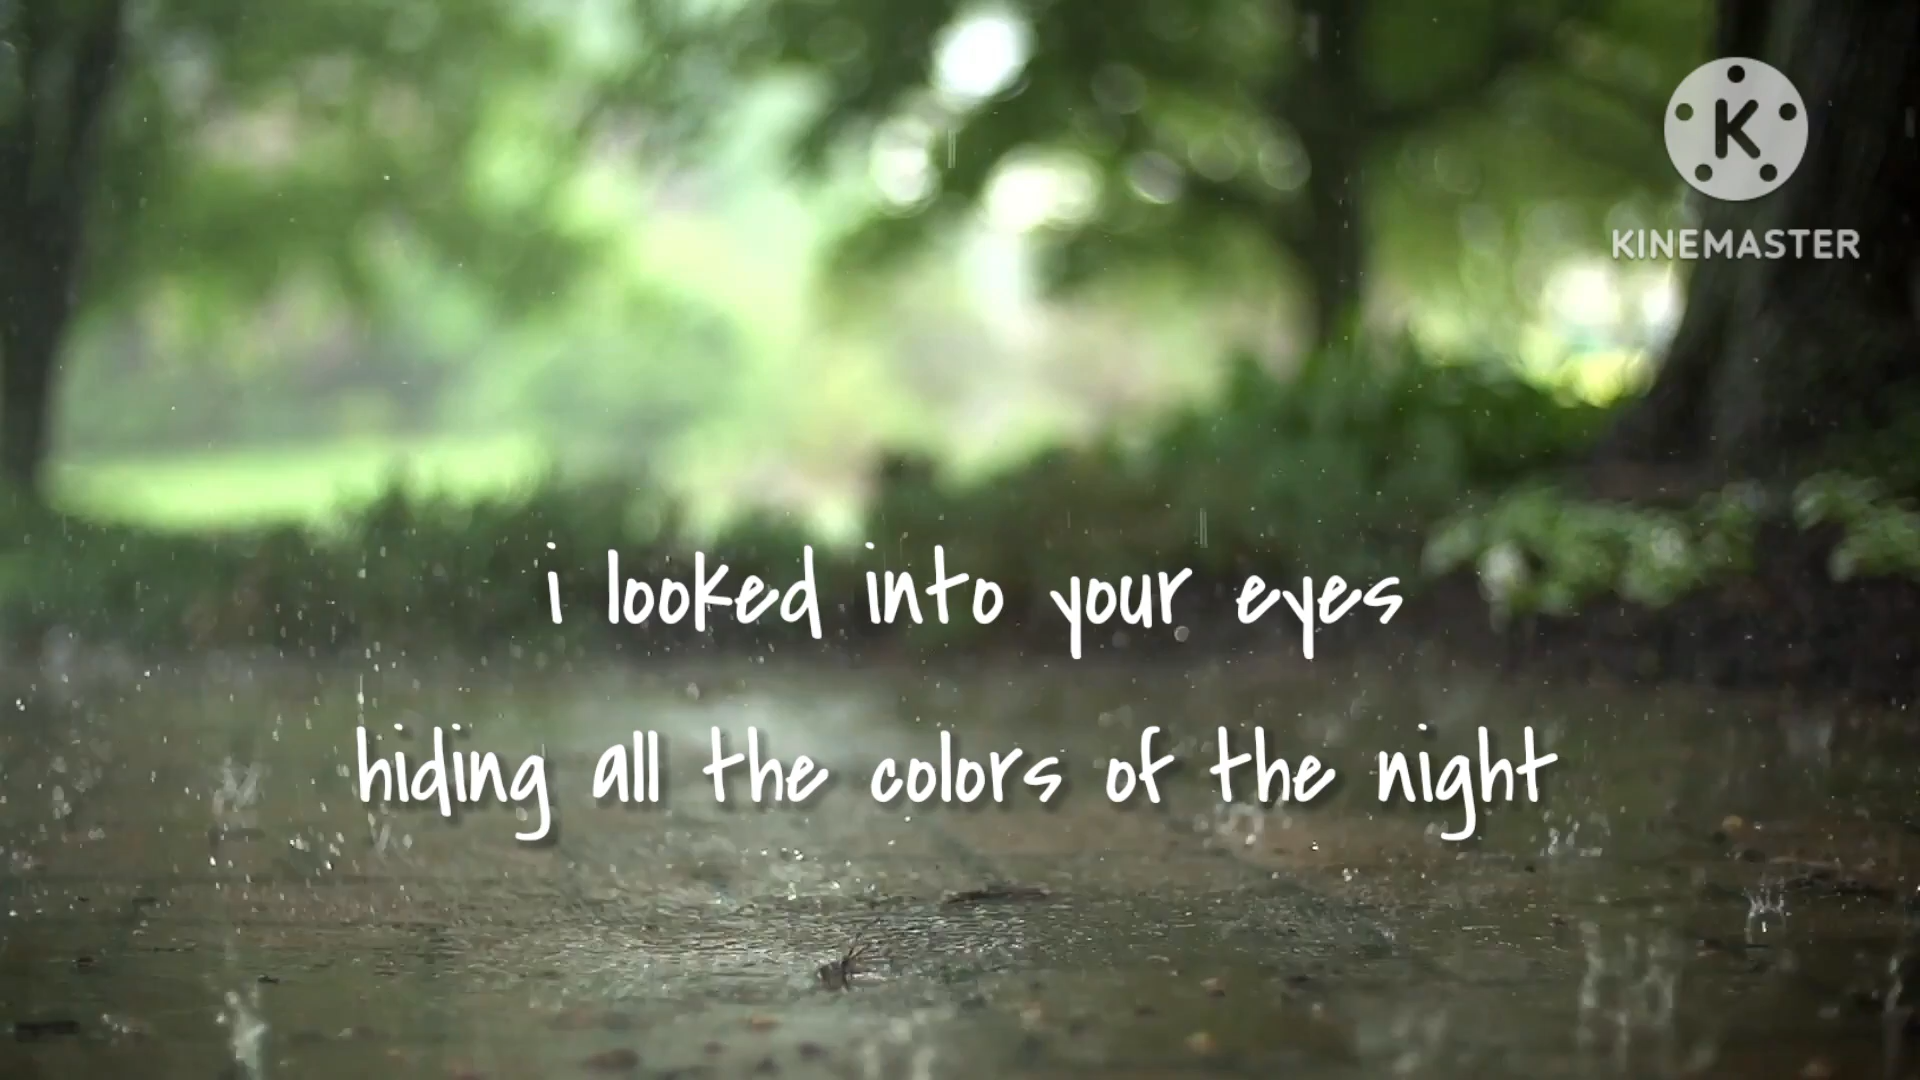 K
KINEMASTER
i looked into your eyes
hiding all the colors of the night